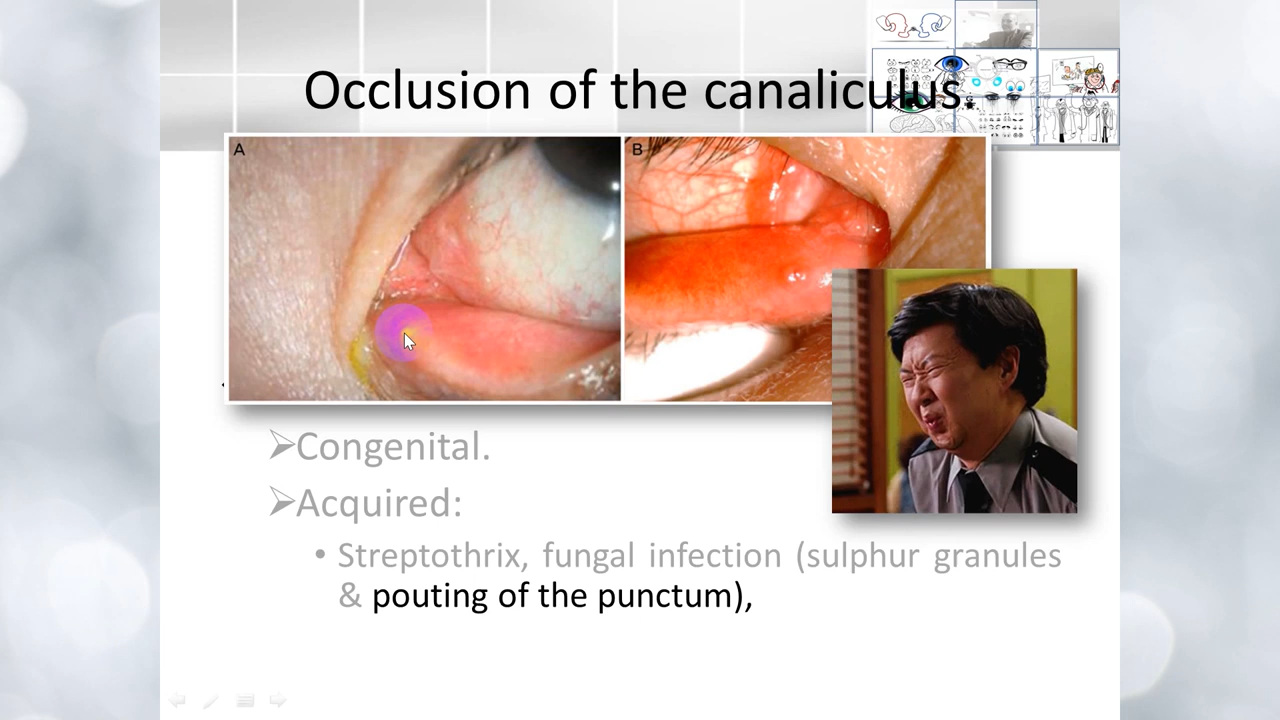 Occlusion of the canaliculus.
A
B
➢Congenital.
➢Acquired:
• Streptothrix, fungal infection (sulphur granules
& pouting of the punctum),